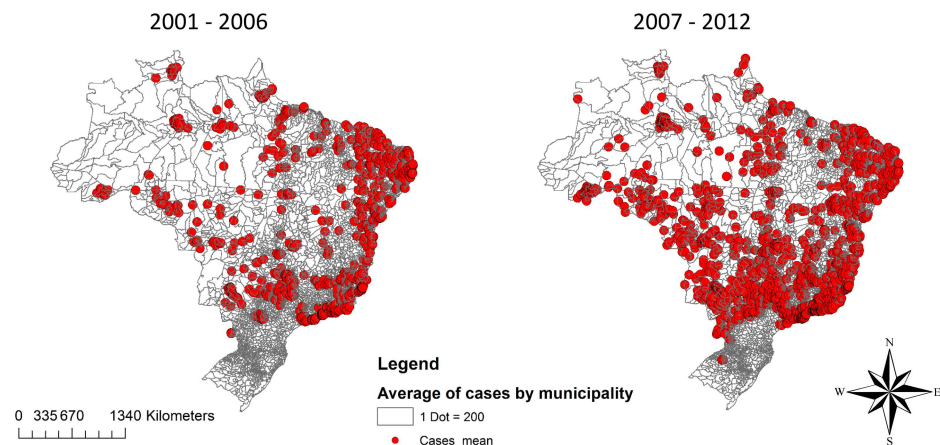 2001 - 2006
2007 - 2012
Legend
Average of cases by municipality
1 Dot = 200
Cases mean
0 335 670 1340 Kilometers
N
W E
S